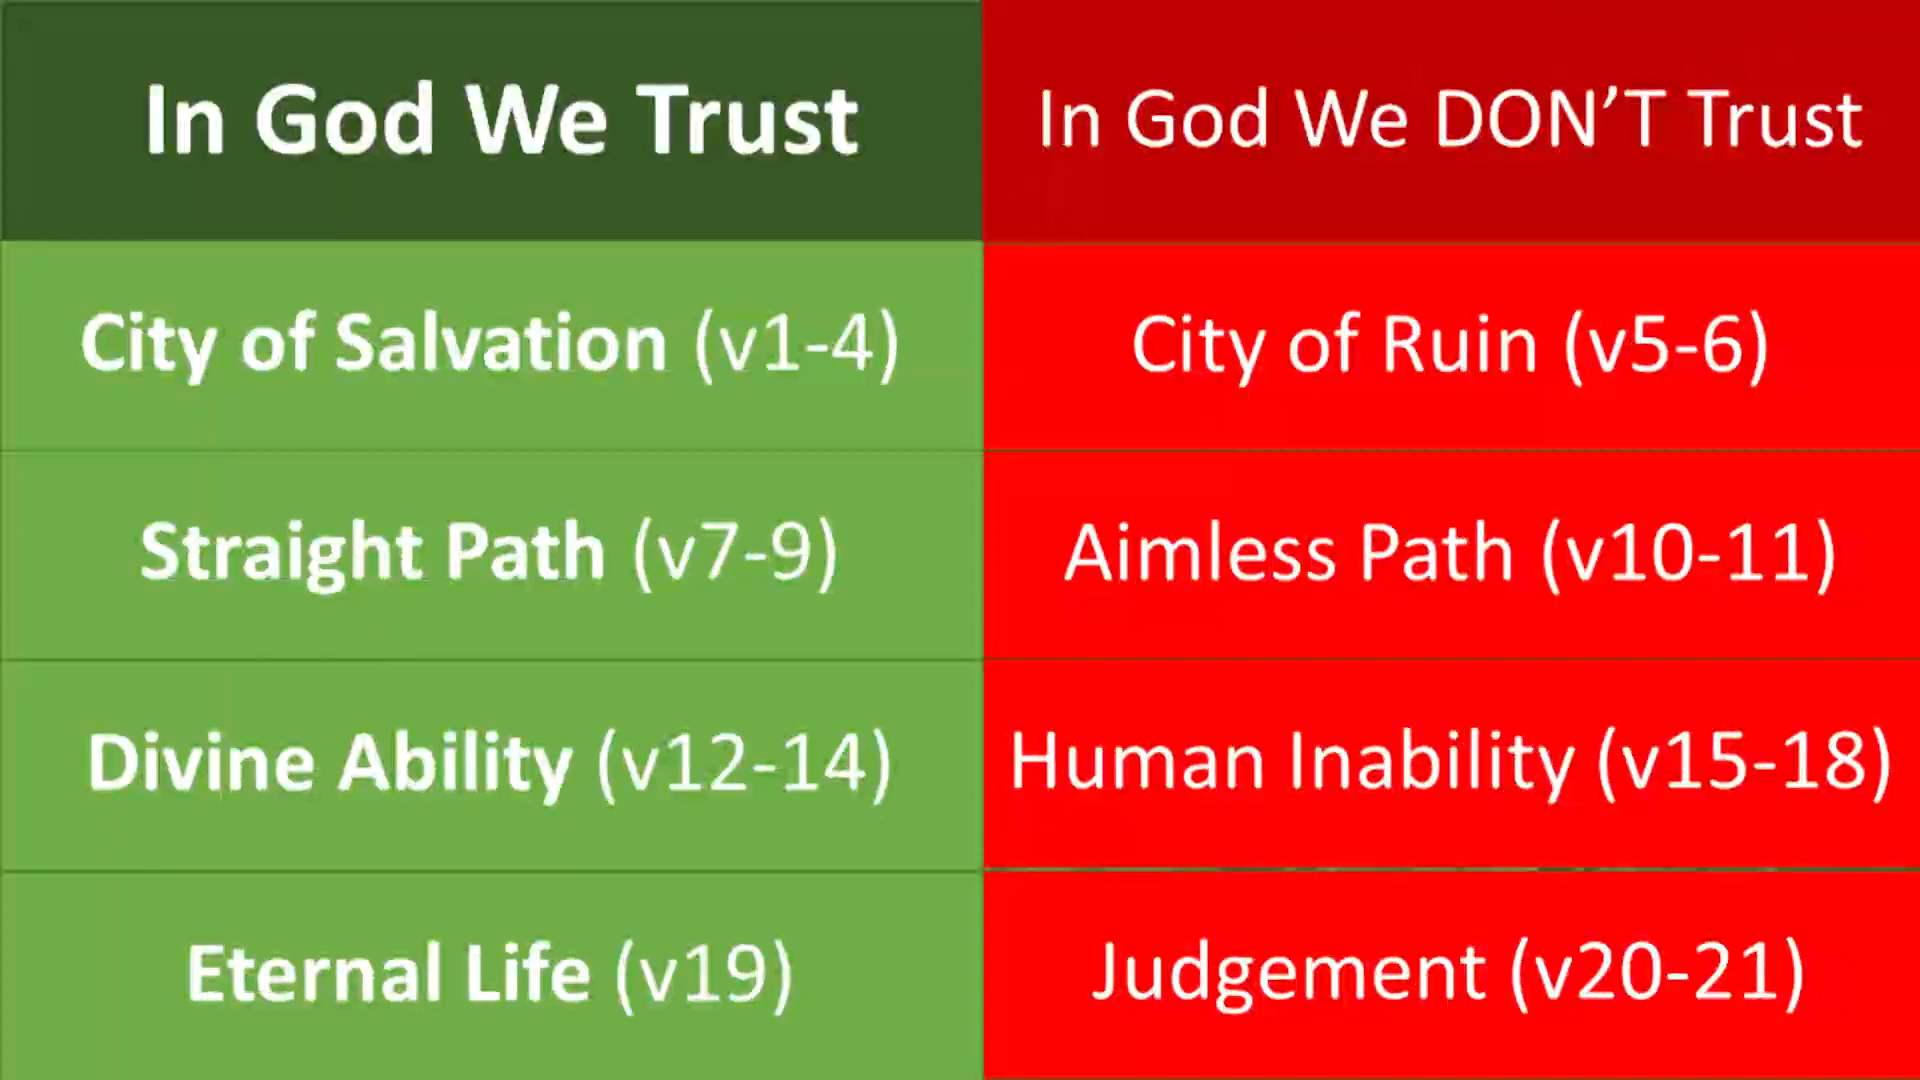 In God We Trust
In God We DON'T Trust
City of Salvation (v1-4)
City of Ruin (v5-6)
Straight Path (v7-9)
Aimless Path (v10-11)
Divine Ability (v12-14)
Human Inability (v15-18)
Eternal Life (v19)
Judgement (v20-21)